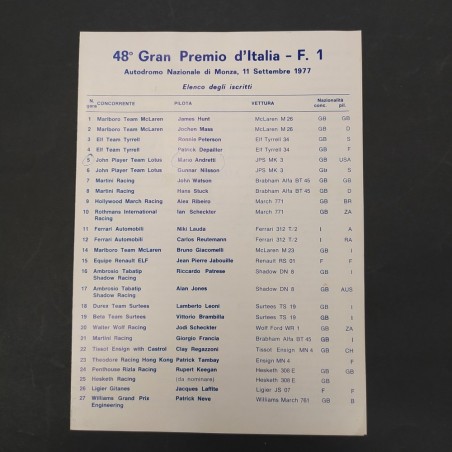 48° Gran Premio d'Italia - F. 1
Autodromo Nazionale di Monza, 11 Settembre 1977
Elenco degli iscritti
N. gara CONCORRENTE PILOTA VETTURA Nazionalità conc. pil.
1 Marlboro Team McLaren James Hunt McLaren M 26 GB GB
2 Marlboro Team McLaren Jochen Mass McLaren M 26 GB D
3 Elf Team Tyrrell Ronnie Peterson Tyrrell 34 GB S
4 Elf Team Tyrrell Patrick Depailler Tyrrell 34 GB F
5 John Player Team Lotus Mario Andretti JPS MK 3 GB USA
6 John Player Team Lotus Gunnar Nilsson JPS MK 3 GB S
7 Martini Racing John Watson Brabham Alfa BT 45 GB GB
8 Martini Racing Hans Stuck Brabham Alfa BT 45 GB D
9 Hollywood March Racing Alex Ribeiro March 771 GB BR
10 Rothmans International Racing Ian Scheckter March 771 GB ZA
11 Ferrari Automobili Niki Lauda Ferrari 312 T/2 I A
12 Ferrari Automobili Carlos Reutemann Ferrari 312 T/2 I RA
14 Marlboro Team McLaren Bruno Giacomelli McLaren M 23 GB I
15 Equipe Renault ELF Jean Pierre Jabouille Renault RS 01 F F
16 Ambrosio Tabatip Shadow Racing Riccardo Patrese Shadow DN 8 GB I
17 Ambrosio Tabatip Shadow Racing Alan Jones Shadow DN 8 GB AUS
18 Durex Team Surtees Lamberto Leoni Surtees TS 19 GB I
19 Beta Team Surtees Vittorio Brambilla Surtees TS 19 GB I
20 Walter Wolf Racing Jodi Scheckter Wolf Ford WR 1 GB ZA
21 Martini Racing Giorgio Francia Brabham Alfa BT 45 GB I
22 Tissot Ensign with Castrol Clay Regazzoni Tissot Ensign MN 4 GB CH
23 Theodore Racing Hong Kong Patrick Tambay Ensign MN 4 F
24 Penthouse Rizla Racing Rupert Keegan Hesketh 308 E GB GB
25 Hesketh Racing (da nominare) Hesketh 308 E GB
26 Ligier Gitanes Jacques Laffite Ligier JS 07 F F
27 Williams Grand Prix Engineering Patrick Neve Williams March 761 GB B